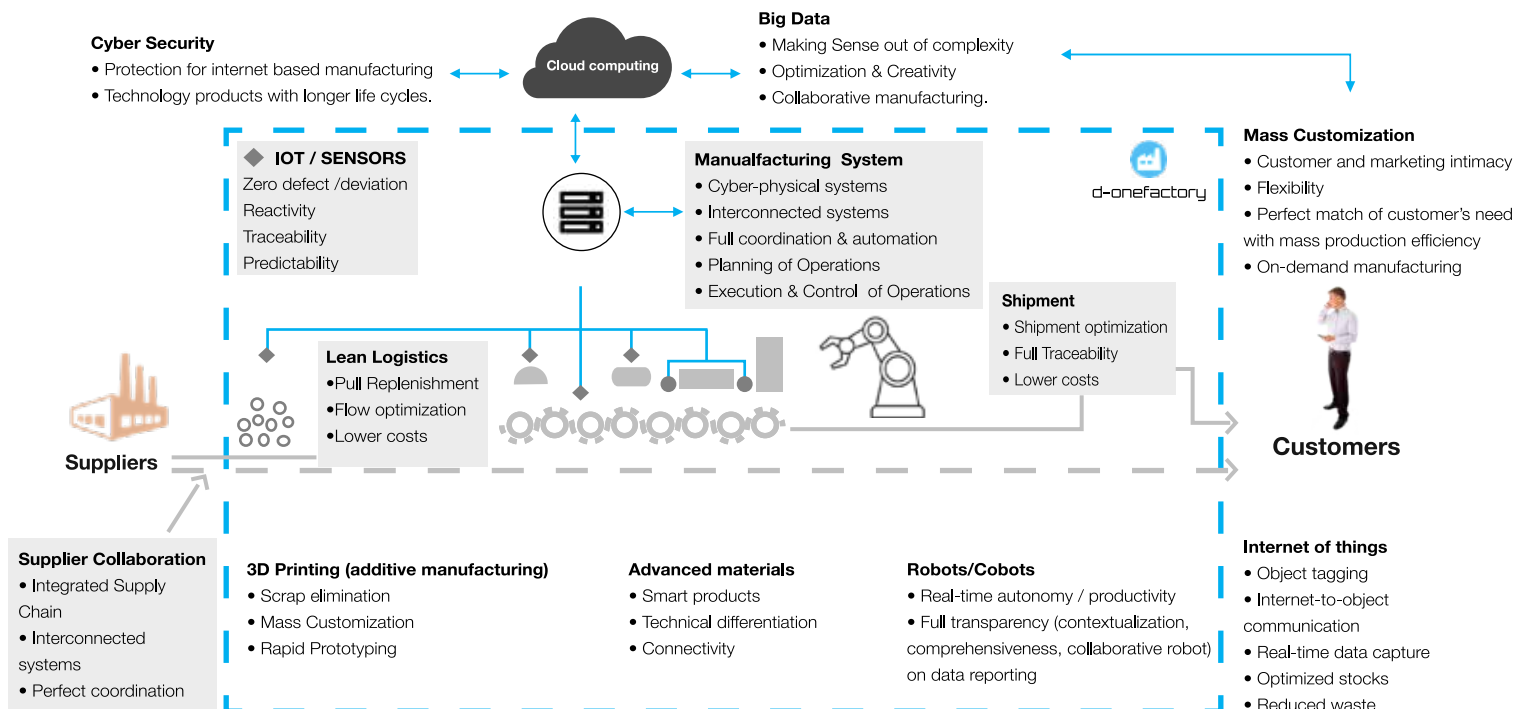 Cyber Security
• Protection for internet based manufacturing
• Technology products with longer life cycles.
Cloud computing
Big Data
• Making Sense out of complexity
• Optimization & Creativity
• Collaborative manufacturing.
IOT / SENSORS
Zero defect /deviation
Reactivity
Traceability
Predictability
Manualfacturing System
• Cyber-physical systems
• Interconnected systems
• Full coordination & automation
• Planning of Operations
• Execution & Control of Operations
d-onefactory
Mass Customization
• Customer and marketing intimacy
• Flexibility
• Perfect match of customer's need
with mass production efficiency
• On-demand manufacturing
Shipment
• Shipment optimization
• Full Traceability
• Lower costs
Lean Logistics
•Pull Replenishment
•Flow optimization
•Lower costs
Suppliers
Customers
Supplier Collaboration
• Integrated Supply
Chain
• Interconnected
systems
• Perfect coordination
3D Printing (additive manufacturing)
• Scrap elimination
• Mass Customization
• Rapid Prototyping
Advanced materials
• Smart products
• Technical differentiation
• Connectivity
Robots/Cobots
• Real-time autonomy / productivity
• Full transparency (contextualization,
comprehensiveness, collaborative robot)
on data reporting
Internet of things
• Object tagging
• Internet-to-object
communication
• Real-time data capture
• Optimized stocks
• Reduced waste